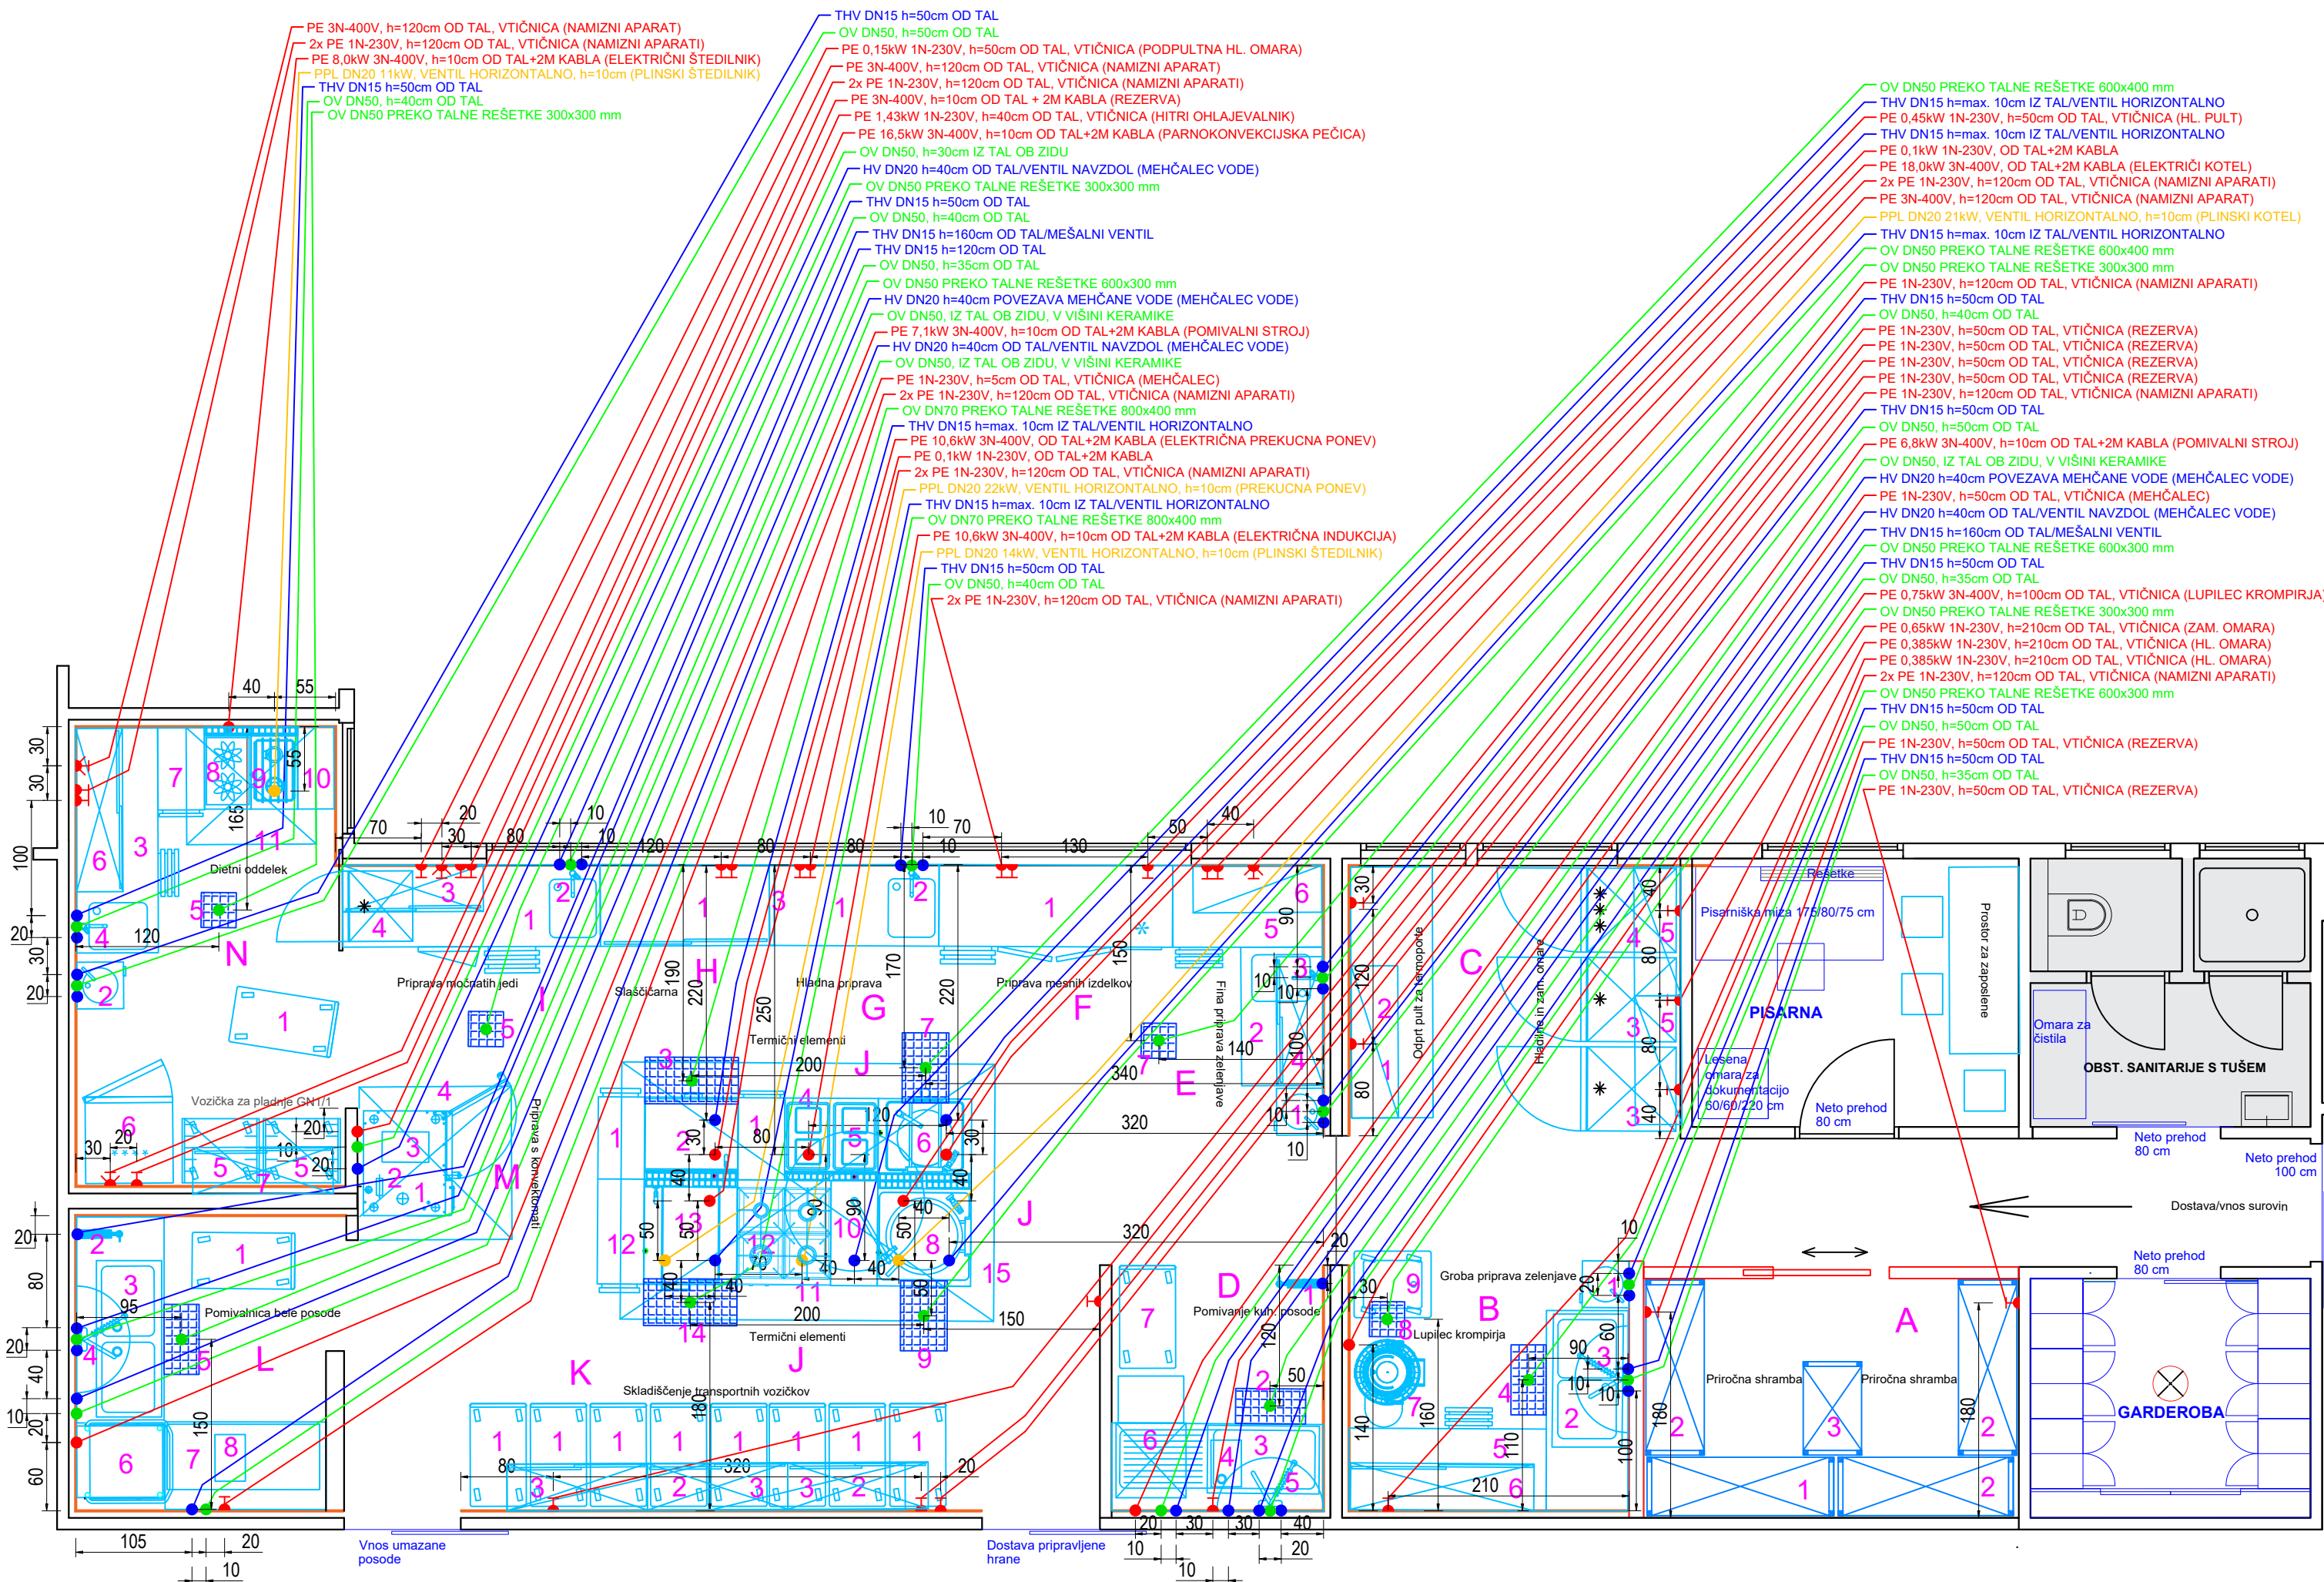 PE 3N-400V, h=120cm OD TAL, VTIČNICA (NAMIZNI APARAT)
2x PE 1N-230V, h=120cm OD TAL, VTIČNICA (NAMIZNI APARATI)
PE 8,0kW 3N-400V, h=10cm OD TAL+2M KABLA (ELEKTRIČNI ŠTEDILNIK)
PPL DN20 11kW, VENTIL HORIZONTALNO, h=10cm (PLINSKI ŠTEDILNIK)
THV DN15 h=50cm OD TAL
OV DN50, h=40cm OD TAL
OV DN50 PREKO TALNE REŠETKE 300x300 mm
THV DN15 h=50cm OD TAL
OV DN50, h=50cm OD TAL
PE 0,15kW 1N-230V, h=50cm OD TAL, VTIČNICA (PODPULTNA HL. OMARA)
PE 3N-400V, h=120cm OD TAL, VTIČNICA (NAMIZNI APARAT)
2x PE 1N-230V, h=120cm OD TAL, VTIČNICA (NAMIZNI APARATI)
PE 3N-400V, h=10cm OD TAL + 2M KABLA (REZERVA)
PE 1,43kW 1N-230V, h=40cm OD TAL, VTIČNICA (HITRI OHLAJEVALNIK)
PE 16,5kW 3N-400V, h=10cm OD TAL+2M KABLA (PARNOKONVEKCIJSKA PEČICA)
OV DN50, h=30cm IZ TAL OB ZIDU
HV DN20 h=40cm OD TAL/VENTIL NAVZDOL (MEHČALEC VODE)
OV DN50 PREKO TALNE REŠETKE 300x300 mm
THV DN15 h=50cm OD TAL
OV DN50, h=40cm OD TAL
THV DN15 h=160cm OD TAL/MEŠALNI VENTIL
THV DN15 h=120cm OD TAL
OV DN50, h=35cm OD TAL
OV DN50 PREKO TALNE REŠETKE 600x300 mm
HV DN20 h=40cm POVEZAVA MEHČANE VODE (MEHČALEC VODE)
OV DN50, IZ TAL OB ZIDU, V VIŠINI KERAMIKE
PE 7,1kW 3N-400V, h=10cm OD TAL+2M KABLA (POMIVALNI STROJ)
HV DN20 h=40cm OD TAL/VENTIL NAVZDOL (MEHČALEC VODE)
OV DN50, IZ TAL OB ZIDU, V VIŠINI KERAMIKE
PE 1N-230V, h=5cm OD TAL, VTIČNICA (MEHČALEC)
2x PE 1N-230V, h=120cm OD TAL, VTIČNICA (NAMIZNI APARATI)
OV DN70 PREKO TALNE REŠETKE 800x400 mm
THV DN15 h=max. 10cm IZ TAL/VENTIL HORIZONTALNO
PE 10,6kW 3N-400V, OD TAL+2M KABLA (ELEKTRIČNA PREKUCNA PONEV)
PE 0,1kW 1N-230V, OD TAL+2M KABLA
2x PE 1N-230V, h=120cm OD TAL, VTIČNICA (NAMIZNI APARATI)
PPL DN20 22kW, VENTIL HORIZONTALNO, h=10cm (PREKUCNA PONEV)
THV DN15 h=max. 10cm IZ TAL/VENTIL HORIZONTALNO
OV DN70 PREKO TALNE REŠETKE 800x400 mm
PE 10,6kW 3N-400V, h=10cm OD TAL+2M KABLA (ELEKTRIČNA INDUKCIJA)
PPL DN20 14kW, VENTIL HORIZONTALNO, h=10cm (PLINSKI ŠTEDILNIK)
THV DN15 h=50cm OD TAL
OV DN50, h=40cm OD TAL
2x PE 1N-230V, h=120cm OD TAL, VTIČNICA (NAMIZNI APARATI)
OV DN50 PREKO TALNE REŠETKE 600x400 mm
THV DN15 h=max. 10cm IZ TAL/VENTIL HORIZONTALNO
PE 0,45kW 1N-230V, h=50cm OD TAL, VTIČNICA (HL. PULT)
THV DN15 h=max. 10cm IZ TAL/VENTIL HORIZONTALNO
PE 0,1kW 1N-230V, OD TAL+2M KABLA
PE 18,0kW 3N-400V, OD TAL+2M KABLA (ELEKTRIČI KOTEL)
2x PE 1N-230V, h=120cm OD TAL, VTIČNICA (NAMIZNI APARATI)
PE 3N-400V, h=120cm OD TAL, VTIČNICA (NAMIZNI APARAT)
PPL DN20 21kW, VENTIL HORIZONTALNO, h=10cm (PLINSKI KOTEL)
THV DN15 h=max. 10cm IZ TAL/VENTIL HORIZONTALNO
OV DN50 PREKO TALNE REŠETKE 600x400 mm
OV DN50 PREKO TALNE REŠETKE 300x300 mm
PE 1N-230V, h=120cm OD TAL, VTIČNICA (NAMIZNI APARATI)
THV DN15 h=50cm OD TAL
OV DN50, h=40cm OD TAL
PE 1N-230V, h=50cm OD TAL, VTIČNICA (REZERVA)
PE 1N-230V, h=50cm OD TAL, VTIČNICA (REZERVA)
PE 1N-230V, h=50cm OD TAL, VTIČNICA (REZERVA)
PE 1N-230V, h=50cm OD TAL, VTIČNICA (REZERVA)
PE 1N-230V, h=120cm OD TAL, VTIČNICA (NAMIZNI APARATI)
THV DN15 h=50cm OD TAL
OV DN50, h=50cm OD TAL
PE 6,8kW 3N-400V, h=10cm OD TAL+2M KABLA (POMIVALNI STROJ)
OV DN50, IZ TAL OB ZIDU, V VIŠINI KERAMIKE
HV DN20 h=40cm POVEZAVA MEHČANE VODE (MEHČALEC VODE)
PE 1N-230V, h=50cm OD TAL, VTIČNICA (MEHČALEC)
HV DN20 h=40cm OD TAL/VENTIL NAVZDOL (MEHČALEC VODE)
THV DN15 h=160cm OD TAL/MEŠALNI VENTIL
OV DN50 PREKO TALNE REŠETKE 600x300 mm
THV DN15 h=50cm OD TAL
OV DN50, h=35cm OD TAL
PE 0,75kW 3N-400V, h=100cm OD TAL, VTIČNICA (LUPILEC KROMPIRJA)
OV DN50 PREKO TALNE REŠETKE 300x300 mm
PE 0,65kW 1N-230V, h=210cm OD TAL, VTIČNICA (ZAM. OMARA)
PE 0,385kW 1N-230V, h=210cm OD TAL, VTIČNICA (HL. OMARA)
PE 0,385kW 1N-230V, h=210cm OD TAL, VTIČNICA (HL. OMARA)
2x PE 1N-230V, h=120cm OD TAL, VTIČNICA (NAMIZNI APARATI)
OV DN50 PREKO TALNE REŠETKE 600x300 mm
THV DN15 h=50cm OD TAL
OV DN50, h=50cm OD TAL
PE 1N-230V, h=50cm OD TAL, VTIČNICA (REZERVA)
THV DN15 h=50cm OD TAL
OV DN50, h=35cm OD TAL
PE 1N-230V, h=50cm OD TAL, VTIČNICA (REZERVA)
Dietni oddelek
N
Priprava močnatih jedi
I
Slaščičarna
H
Hladna priprava
G
Priprava mesnih izdelkov
F
Fina priprava zelenjave
E
Termični elementi
J
Odprt pult za termoporte
C
Hladilne in zam. omare
Rešetke
Pisarniška miza 175/80/75 cm
PISARNA
Prostor za zaposlene
Lesena
omara za
dokumentacijo
60/60/220 cm
Neto prehod
80 cm
Omara za
čistila
OBST. SANITARIJE S TUŠEM
Neto prehod
80 cm
Neto prehod
100 cm
Dostava/vnos surovin
Neto prehod
80 cm
Vozička za pladnje GN1/1
Priprava s konvektomati
M
J
Pomivalnica bele posode
L
Termični elementi
J
K
Skladiščenje transportnih vozičkov
D
Pomivanje kuh. posode
Groba priprava zelenjave
B
Lupilec krompirja
A
Priročna shramba
Priročna shramba
GARDEROBA
Vnos umazane
posode
Dostava pripravljene
hrane